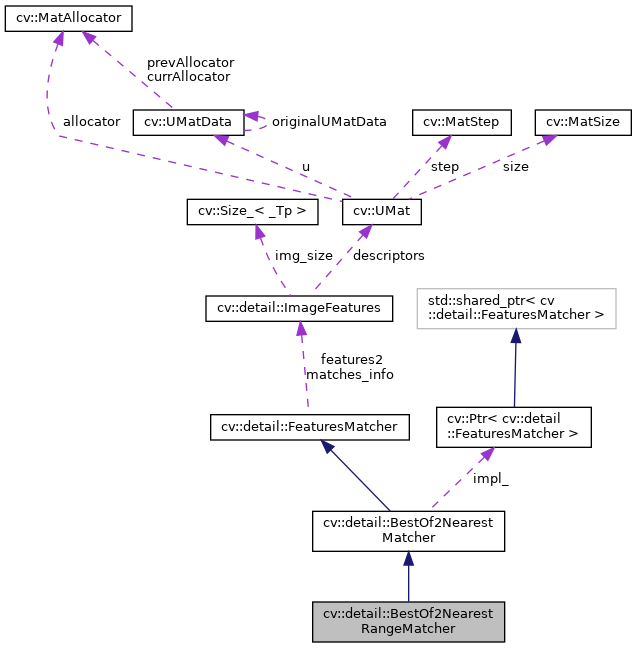 cv::MatAllocator
prevAllocator
currAllocator
allocator
cv::UMatData
originalUMatData
cv::MatStep
cv::MatSize
u
step
size
cv::Size_< _Tp >
cv::UMat
img_size
descriptors
cv::detail::ImageFeatures
std::shared_ptr< cv
::detail::FeaturesMatcher >
features2
matches_info
cv::detail::FeaturesMatcher
cv::Ptr< cv::detail
::FeaturesMatcher >
impl_
cv::detail::BestOf2Nearest
Matcher
cv::detail::BestOf2Nearest
RangeMatcher